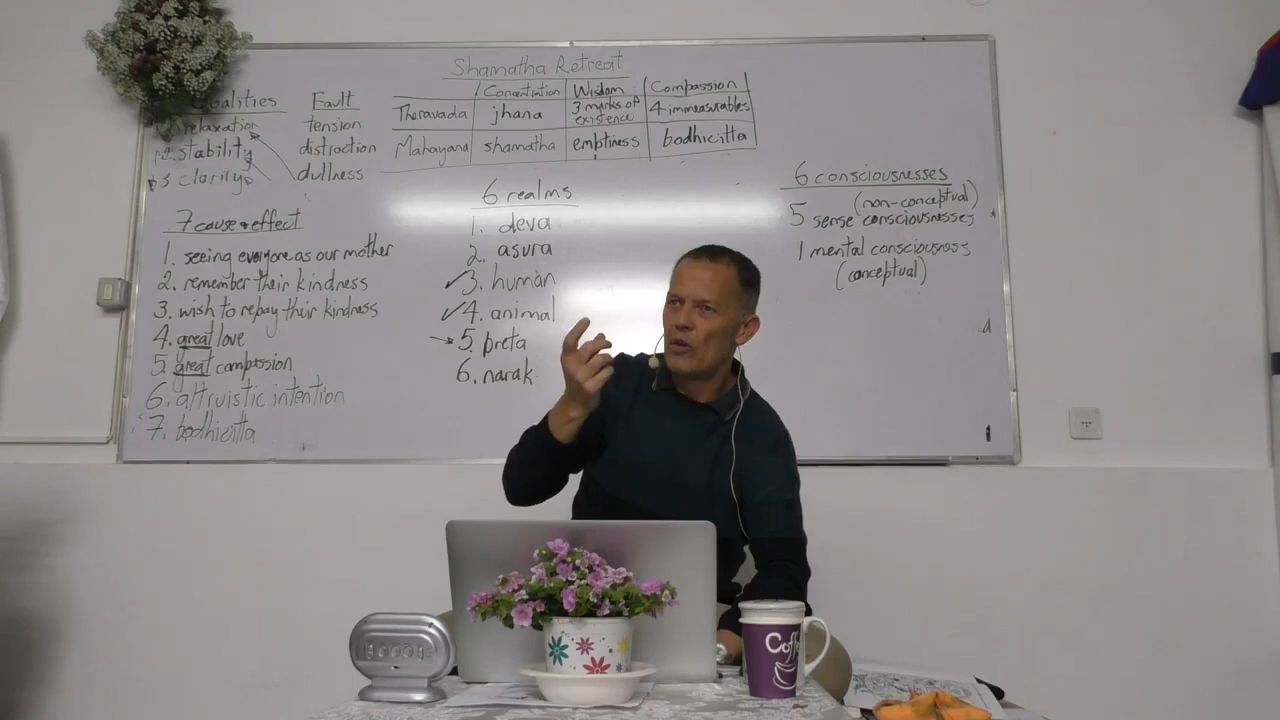 Shamatha Retreat
Concentration Wisdom Compassion
Theravada jhana 3 marks of existence 4 immeasurables
Mahayana shamatha emptiness bodhicitta
Qualities Fault
relaxation tension
2. stability distraction
3 clarity dullness
7 cause & effect
1. seeing everyone as our mother
2. remember their kindness
3. wish to repay their kindness
4. great love
5. great compassion
6. altruistic intention
7. bodhicitta
6 realms
1. deva
2. asura
3. human
4. animal
5. preta
6. narak
6 consciousnesses
(non-conceptual)
5 sense consciousnesses
1 mental consciousness
(conceptual)
Coff